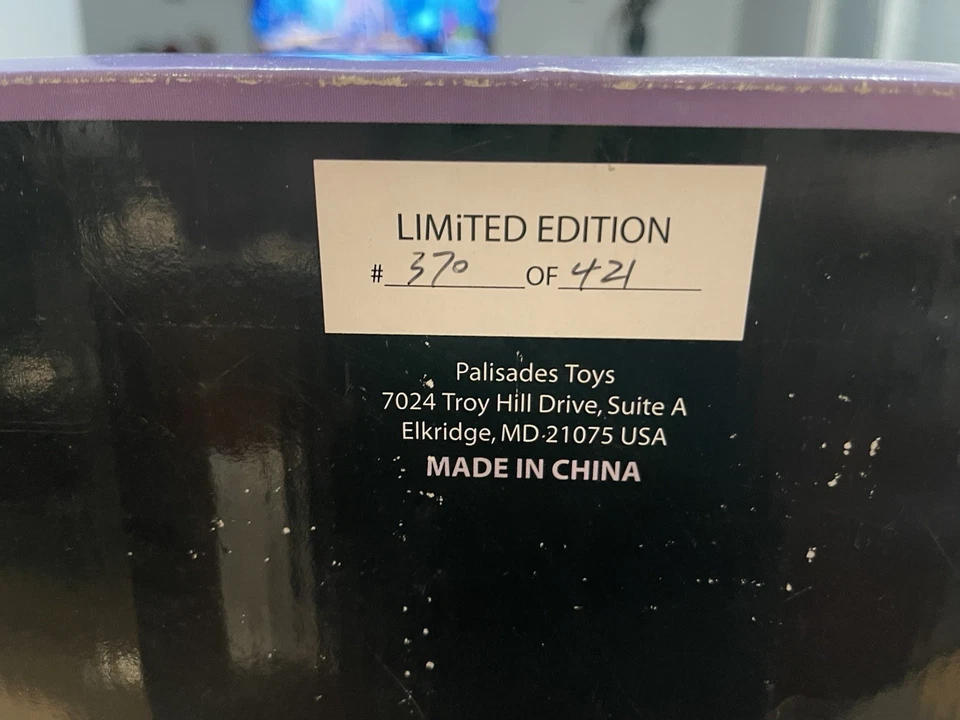 LIMiTED EDITION
# 370 OF 421
Palisades Toys
7024 Troy Hill Drive, Suite A
Elkridge, MD 21075 USA
MADE IN CHINA